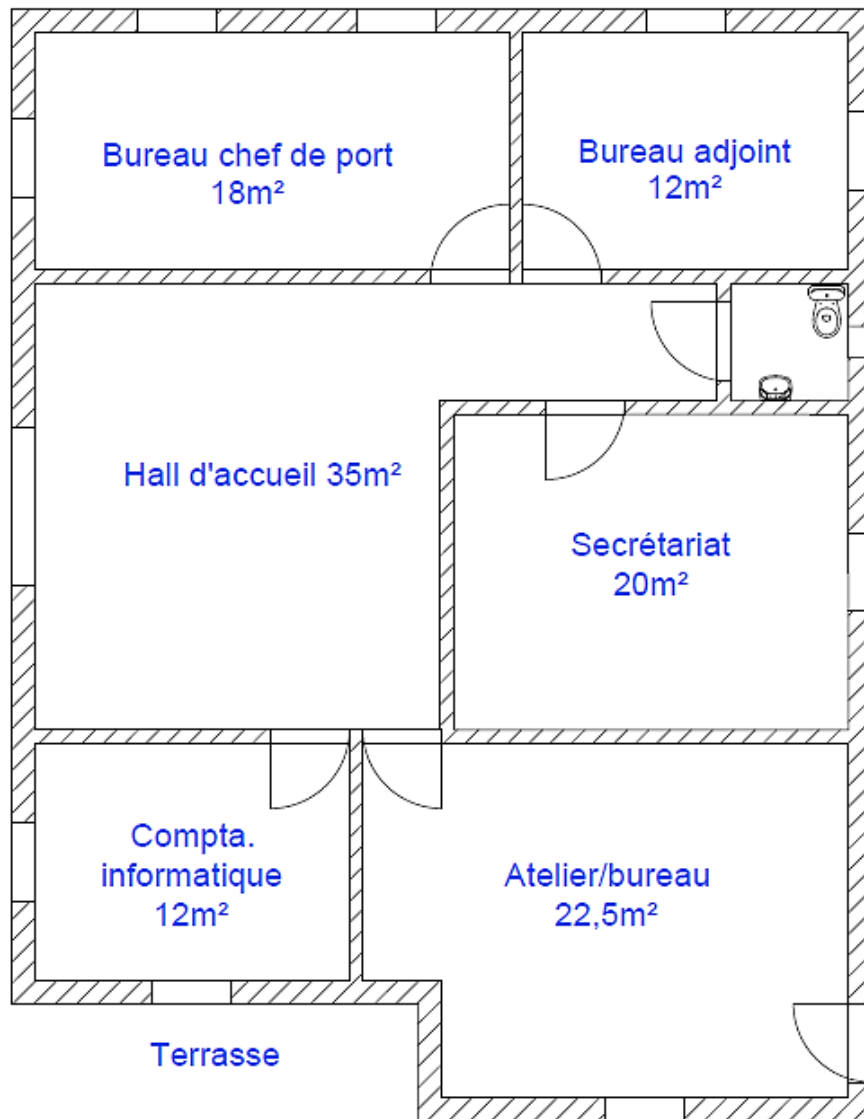 Bureau chef de port
18m²
Bureau adjoint
12m²
Hall d'accueil 35m²
Secrétariat
20m²
Compta.
informatique
12m²
Atelier/bureau
22,5m²
Terrasse